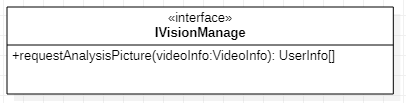 «interface»
IVisionManage
+requestAnalysisPicture(videoInfo:VideoInfo): UserInfo[]